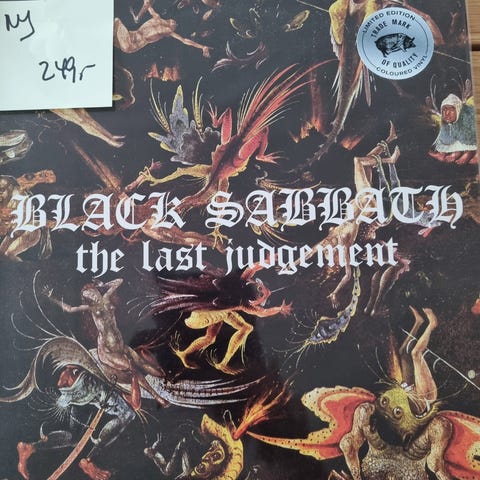 Ny
249,-
LIMITED EDITION
TRADE MARK
OF QUALITY
COLOURED VINYL
BLACK SABBATH
the last judgement